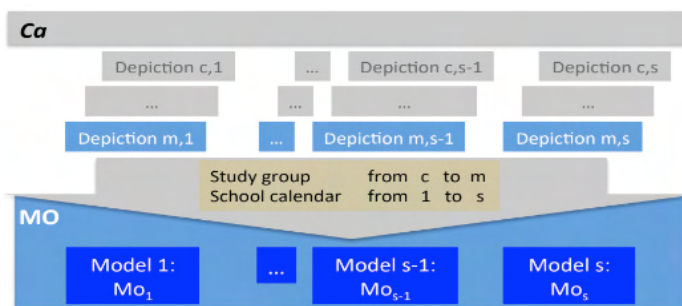 Ca
Depiction c,1 ... Depiction c,s-1 Depiction c,s
... ... ... ...
Depiction m,1 ... Depiction m,s-1 Depiction m,s
Study group from c to m
School calendar from 1 to s
MO
Model 1: ... Model s-1: Model s:
Mo₁ Moₛ₋₁ Moₛ